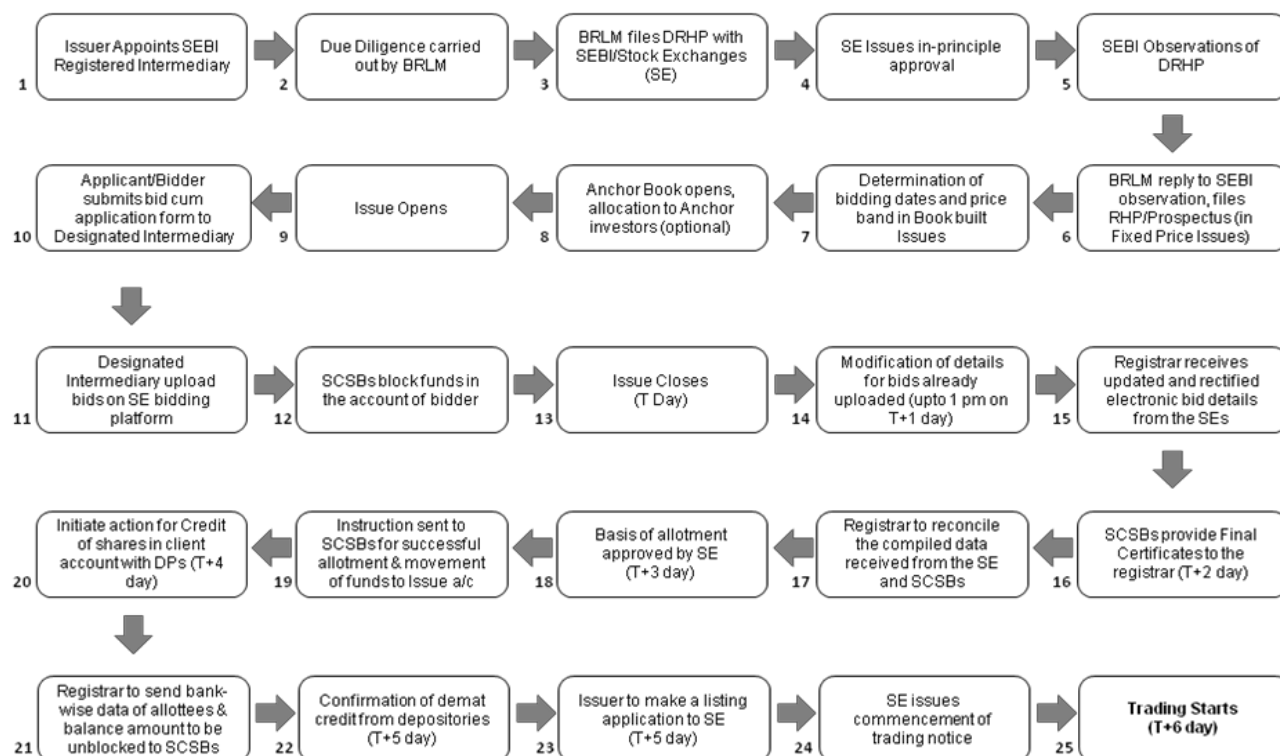 Issuer Appoints SEBI
Registered Intermediary
1
Due Diligence carried
out by BRLM
2
BRLM files DRHP with
SEBI/Stock Exchanges
(SE)
3
SE Issues in-principle
approval
4
SEBI Observations of
DRHP
5
BRLM reply to SEBI
observation, files
RHP/Prospectus (in
Fixed Price Issues)
6
Determination of
bidding dates and price
band in Book built
Issues
7
Anchor Book opens,
allocation to Anchor
investors (optional)
8
Issue Opens
9
Applicant/Bidder
submits bid cum
application form to
Designated Intermediary
10
Designated
Intermediary upload
bids on SE bidding
platform
11
SCSBs block funds in
the account of bidder
12
Issue Closes
(T Day)
13
Modification of details
for bids already
uploaded (upto 1 pm on
T+1 day)
14
Registrar receives
updated and rectified
electronic bid details
from the SEs
15
SCSBs provide Final
Certificates to the
registrar (T+2 day)
16
Registrar to reconcile
the compiled data
received from the SE
and SCSBs
17
Basis of allotment
approved by SE
(T+3 day)
18
Instruction sent to
SCSBs for successful
allotment & movement
of funds to Issue a/c
19
Initiate action for Credit
of shares in client
account with DPs (T+4
day)
20
Registrar to send bank-
wise data of allottees &
balance amount to be
unblocked to SCSBs
21
Confirmation of demat
credit from depositories
(T+5 day)
22
Issuer to make a listing
application to SE
(T+5 day)
23
SE issues
commencement of
trading notice
24
Trading Starts
(T+6 day)
25